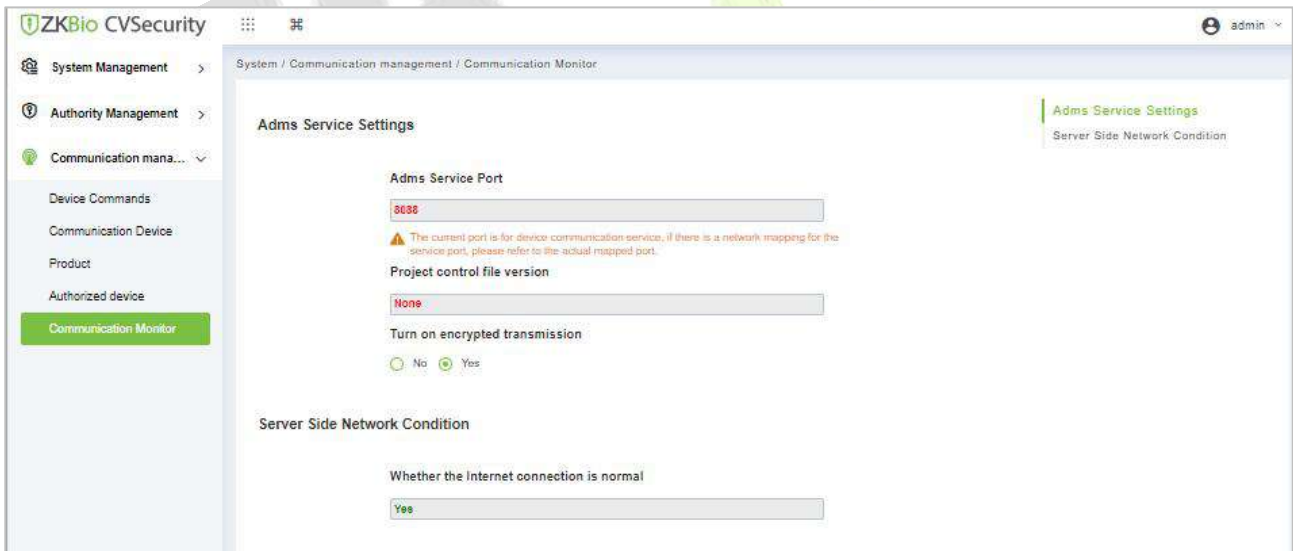 ZKBio CVSecurity
admin
System Management
Authority Management
Communication mana...
Device Commands
Communication Device
Product
Authorized device
Communication Monitor
System / Communication management / Communication Monitor
Adms Service Settings
Adms Service Port
8088
The current port is for device communication service, if there is a network mapping for the
service port, please refer to the actual mapped port.
Project control file version
None
Turn on encrypted transmission
No Yes
Server Side Network Condition
Whether the Internet connection is normal
Yes
Adms Service Settings
Server Side Network Condition